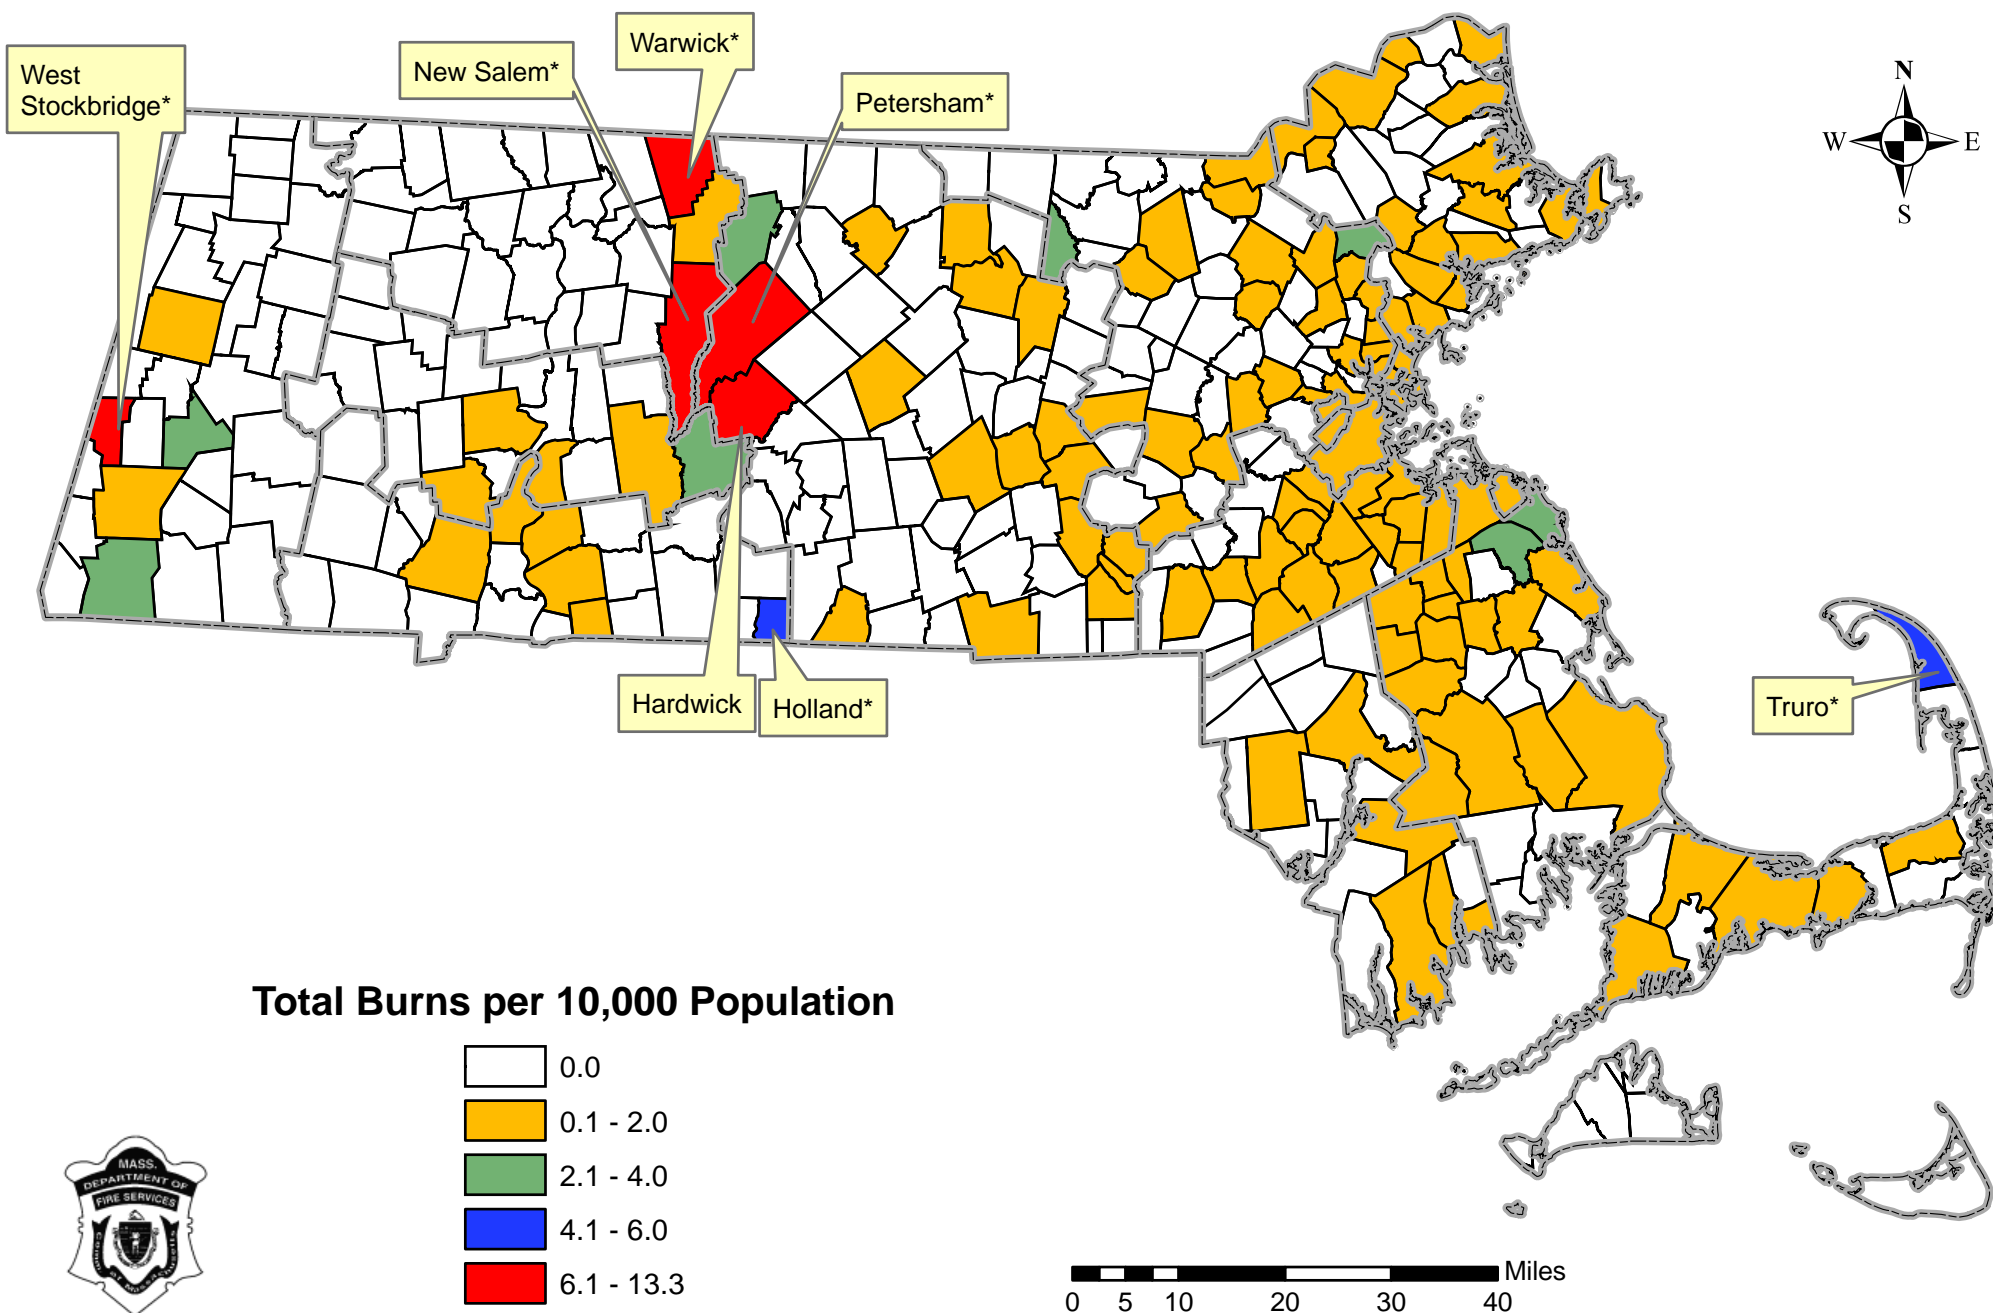 West
Stockbridge*
New Salem*
Warwick*
Petersham*
N
W
E
S
Hardwick
Holland*
Truro*
Total Burns per 10,000 Population
0.0
0.1 - 2.0
2.1 - 4.0
4.1 - 6.0
6.1 - 13.3
MASS.
DEPARTMENT OF
FIRE SERVICES
Miles
0 5 10 20 30 40